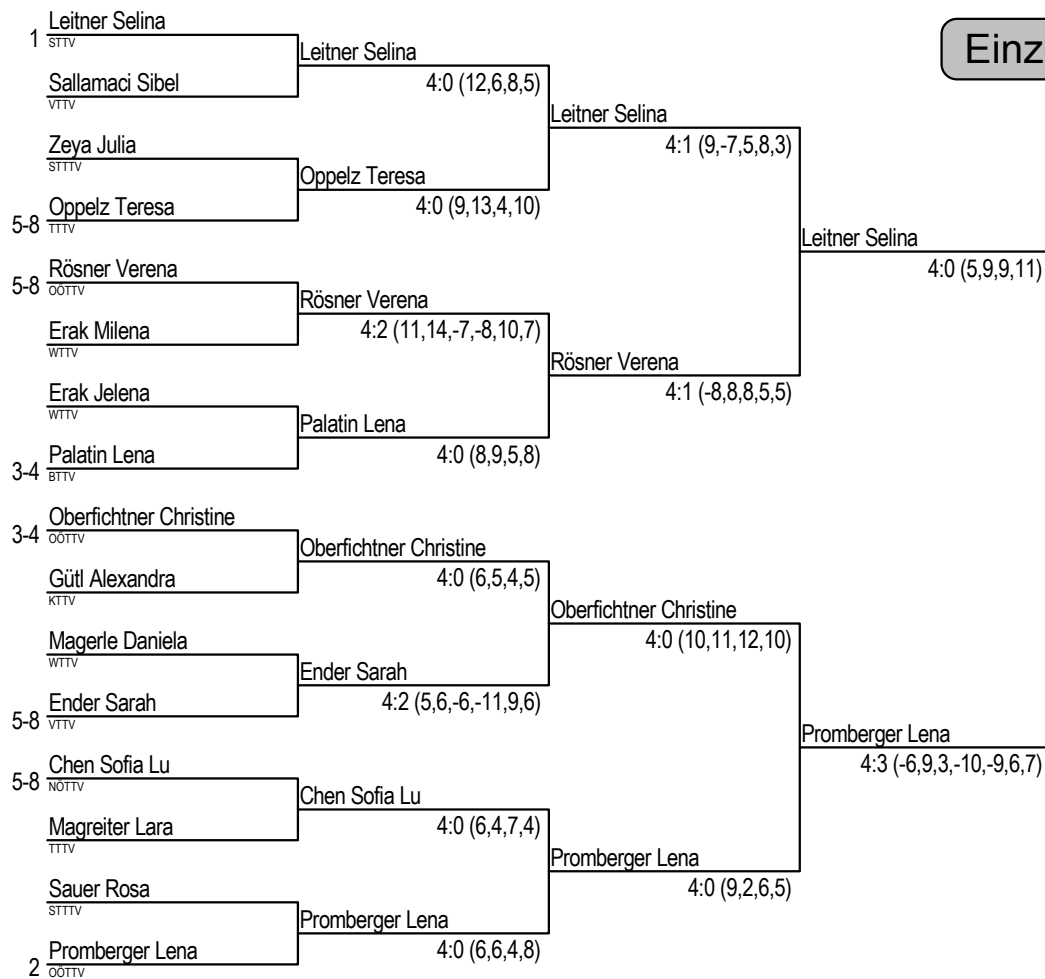 Einz
1 Leitner Selina
STTV
Sallamaci Sibel
VTTV
Zeya Julia
STTTV
5-8 Oppelz Teresa
TTTV
5-8 Rösner Verena
OÖTTV
Erak Milena
WTTV
Erak Jelena
WTTV
3-4 Palatin Lena
BTTV
3-4 Oberfichtner Christine
OÖTTV
Gütl Alexandra
KTTV
Magerle Daniela
WTTV
5-8 Ender Sarah
VTTV
5-8 Chen Sofia Lu
NÖTTV
Magreiter Lara
TTTV
Sauer Rosa
STTTV
2 Promberger Lena
OÖTTV
Leitner Selina
4:0 (12,6,8,5)
Oppelz Teresa
4:0 (9,13,4,10)
Rösner Verena
4:2 (11,14,-7,-8,10,7)
Palatin Lena
4:0 (8,9,5,8)
Oberfichtner Christine
4:0 (6,5,4,5)
Ender Sarah
4:2 (5,6,-6,-11,9,6)
Chen Sofia Lu
4:0 (6,4,7,4)
Promberger Lena
4:0 (6,6,4,8)
Leitner Selina
4:1 (9,-7,5,8,3)
Rösner Verena
4:1 (-8,8,8,5,5)
Oberfichtner Christine
4:0 (10,11,12,10)
Promberger Lena
4:0 (9,2,6,5)
Leitner Selina
4:0 (5,9,9,11)
Promberger Lena
4:3 (-6,9,3,-10,-9,6,7)